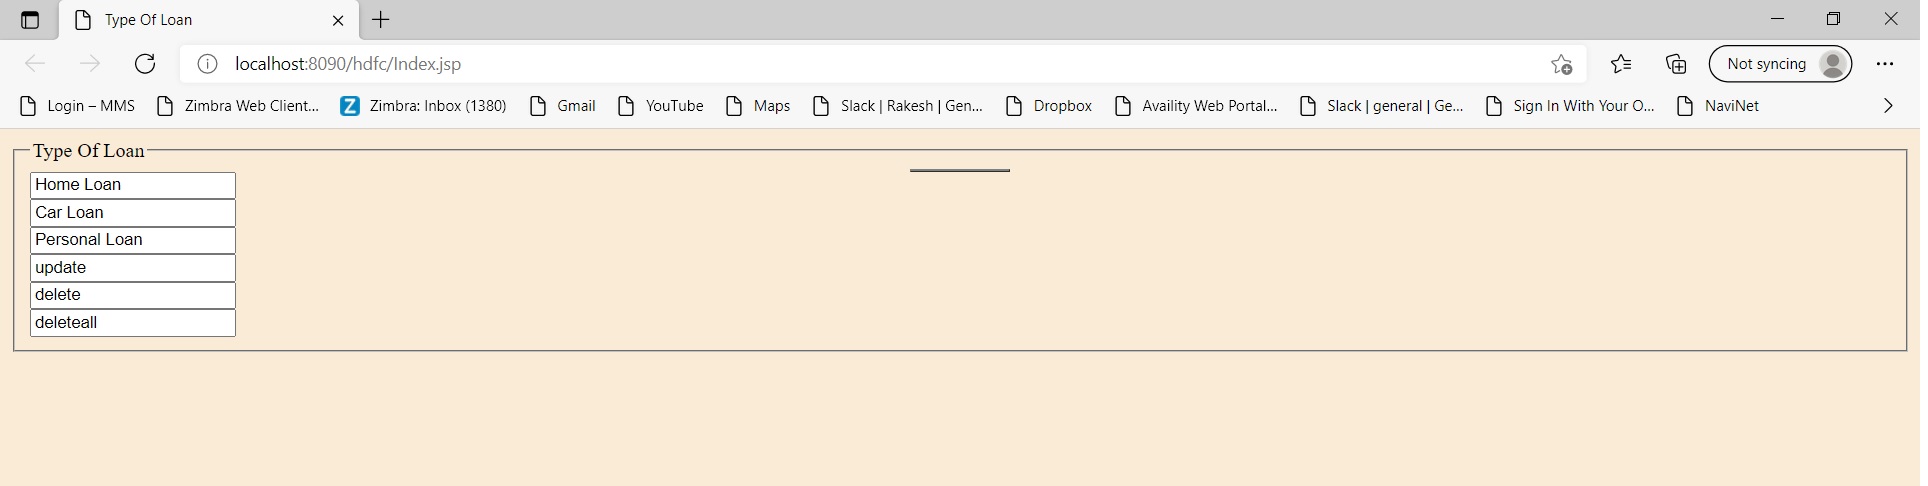 Type Of Loan
localhost:8090/hdfc/Index.jsp
Not syncing
Login – MMS Zimbra Web Client... Zimbra: Inbox (1380) Gmail YouTube Maps Slack | Rakesh | Gen... Dropbox Availity Web Portal... Slack | general | Ge... Sign In With Your O... NaviNet
Type Of Loan
Home Loan
Car Loan
Personal Loan
update
delete
deleteall